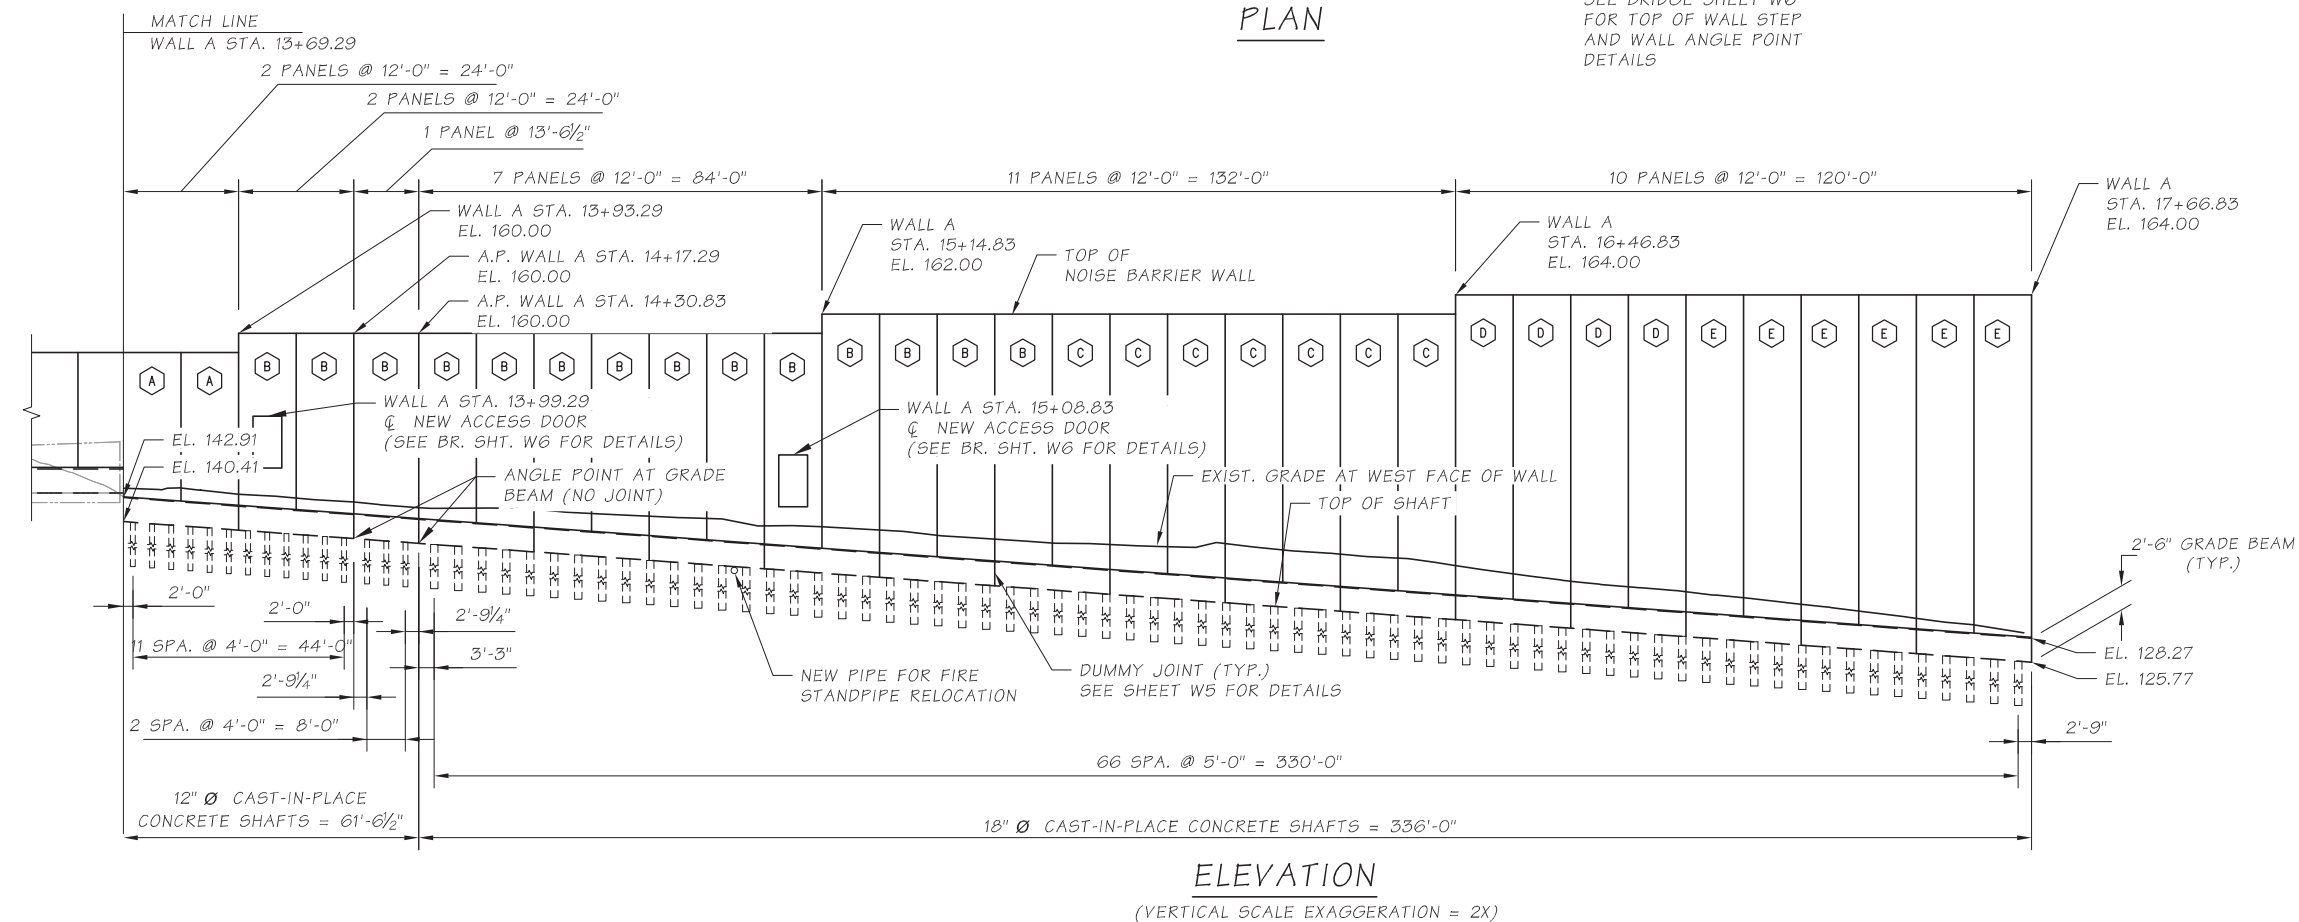 PLAN
SEE BRIDGE SHEET W6
FOR TOP OF WALL STEP
AND WALL ANGLE POINT
DETAILS
MATCH LINE
WALL A STA. 13+69.29
2 PANELS @ 12'-0" = 24'-0"
2 PANELS @ 12'-0" = 24'-0"
1 PANEL @ 13'-6½"
7 PANELS @ 12'-0" = 84'-0"
11 PANELS @ 12'-0" = 132'-0"
10 PANELS @ 12'-0" = 120'-0"
WALL A
STA. 17+66.83
EL. 164.00
WALL A STA. 13+93.29
EL. 160.00
A.P. WALL A STA. 14+17.29
EL. 160.00
A.P. WALL A STA. 14+30.83
EL. 160.00
WALL A
STA. 15+14.83
EL. 162.00
TOP OF
NOISE BARRIER WALL
WALL A
STA. 16+46.83
EL. 164.00
A A B B B B B B B B B B B B B B C C C C C C C D D D D E E E E E E
WALL A STA. 13+99.29
℄ NEW ACCESS DOOR
(SEE BR. SHT. W6 FOR DETAILS)
WALL A STA. 15+08.83
℄ NEW ACCESS DOOR
(SEE BR. SHT. W6 FOR DETAILS)
EL. 142.91
EL. 140.41
ANGLE POINT AT GRADE
BEAM (NO JOINT)
EXIST. GRADE AT WEST FACE OF WALL
TOP OF SHAFT
2'-6" GRADE BEAM
(TYP.)
2'-0"
2'-0"
2'-9¼"
11 SPA. @ 4'-0" = 44'-0"
3'-3"
2'-9¼"
NEW PIPE FOR FIRE
STANDPIPE RELOCATION
DUMMY JOINT (TYP.)
SEE SHEET W5 FOR DETAILS
EL. 128.27
EL. 125.77
2 SPA. @ 4'-0" = 8'-0"
2'-9"
66 SPA. @ 5'-0" = 330'-0"
12" Ø CAST-IN-PLACE
CONCRETE SHAFTS = 61'-6½"
18" Ø CAST-IN-PLACE CONCRETE SHAFTS = 336'-0"
ELEVATION
(VERTICAL SCALE EXAGGERATION = 2X)